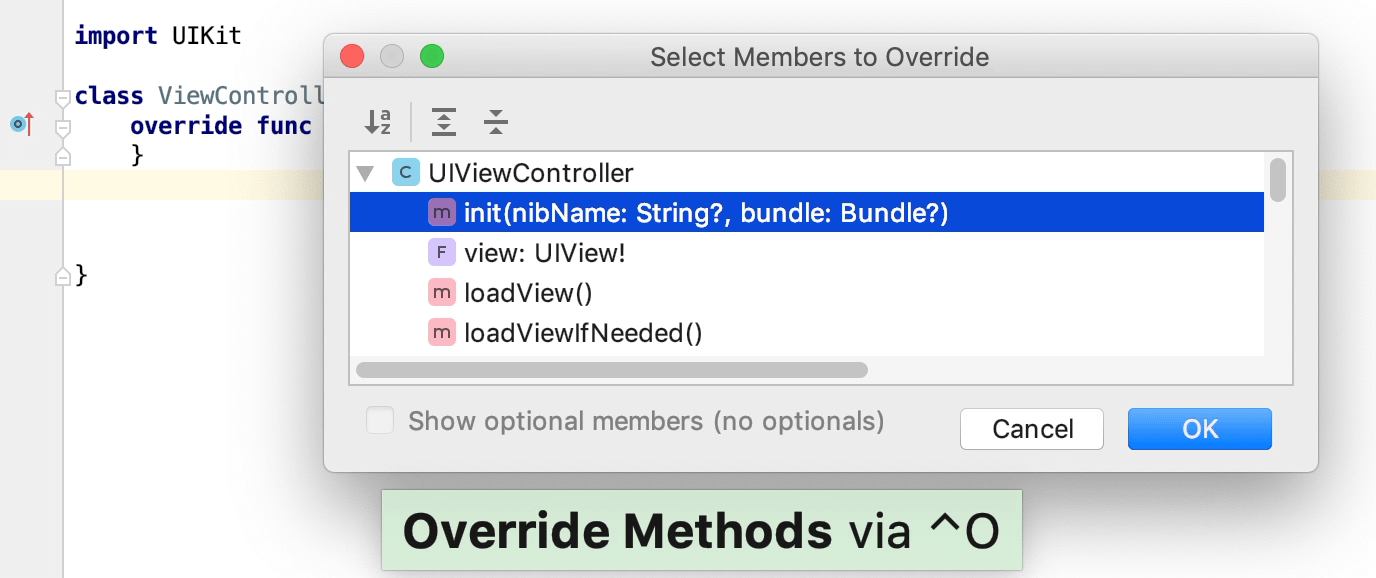 import UIKit
Select Members to Override
class ViewControll
override func
}
}
C UIViewController
m init(nibName: String?, bundle: Bundle?)
F view: UIView!
m loadView()
m loadViewIfNeeded()
Show optional members (no optionals)
Cancel
OK
Override Methods via ^O